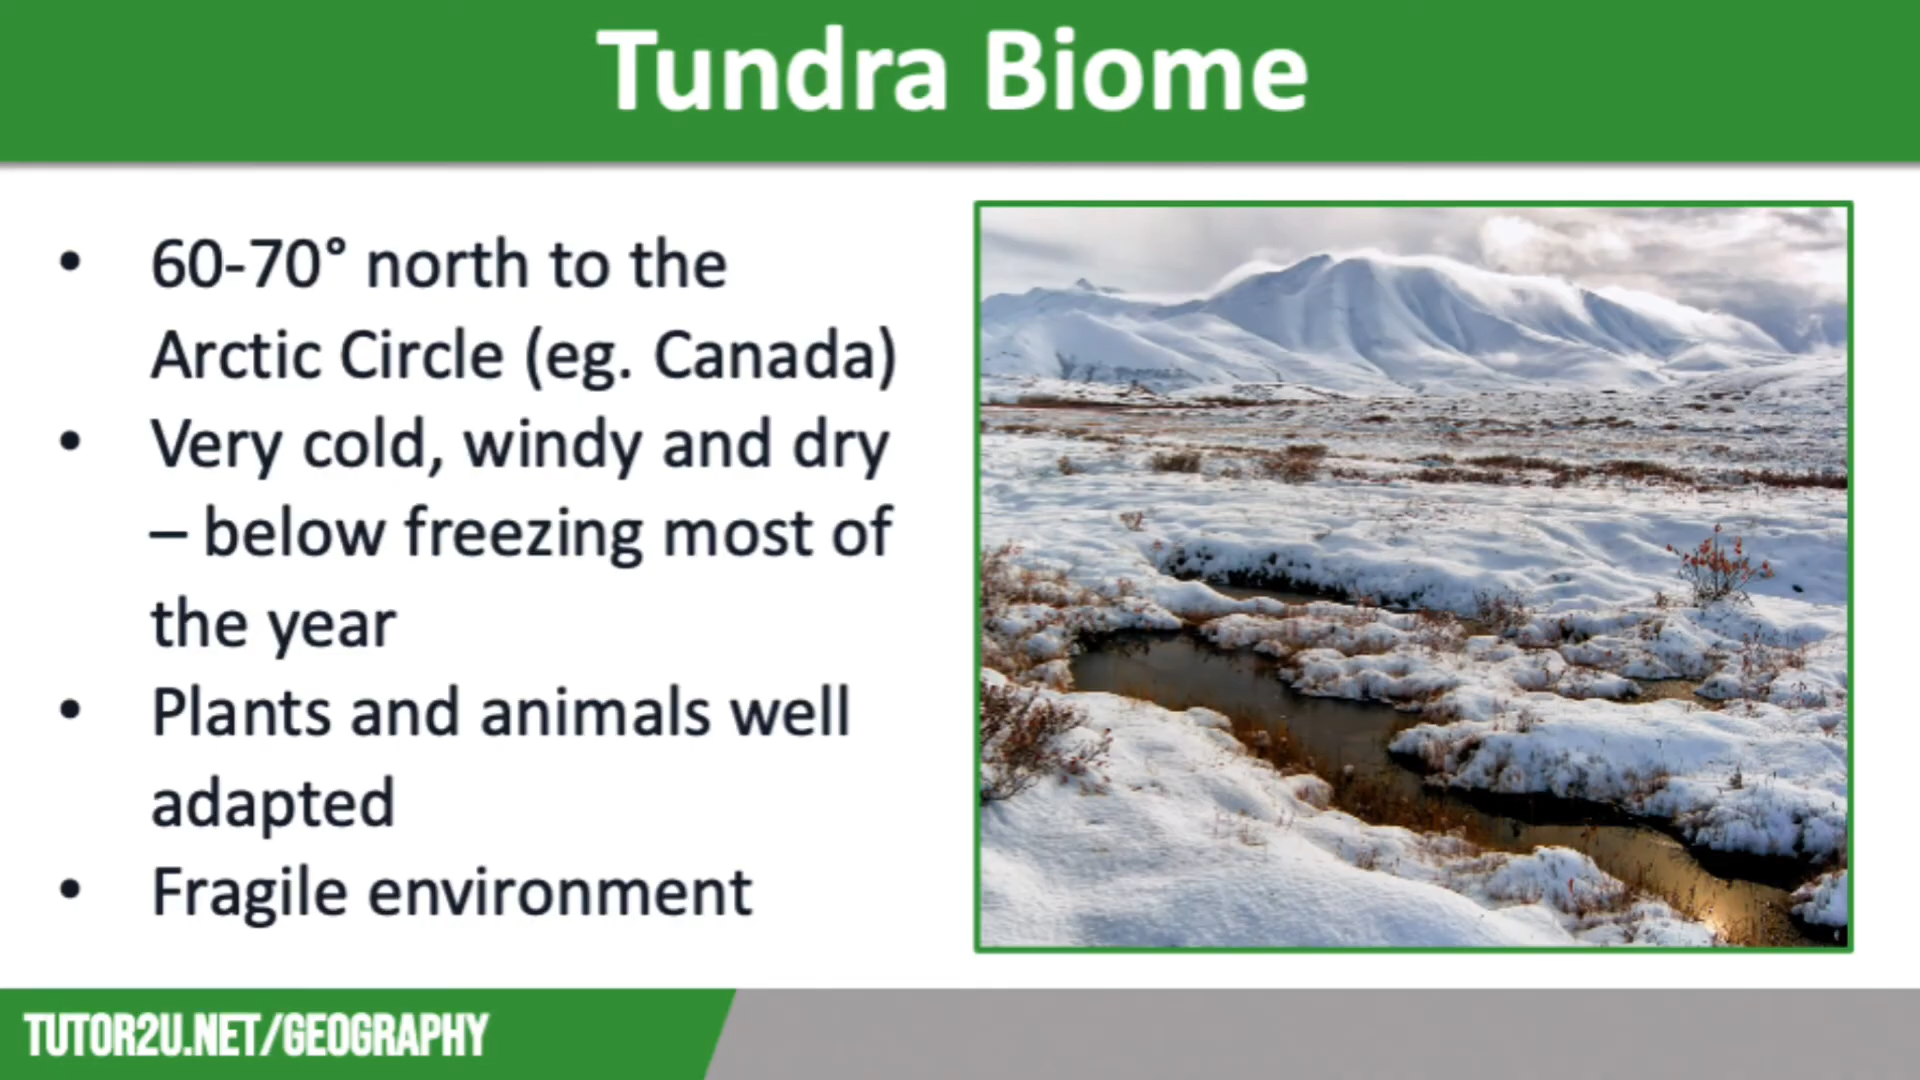 Tundra Biome
• 60-70° north to the
Arctic Circle (eg. Canada)
• Very cold, windy and dry
– below freezing most of
the year
• Plants and animals well
adapted
• Fragile environment
TUTOR2U.NET/GEOGRAPHY